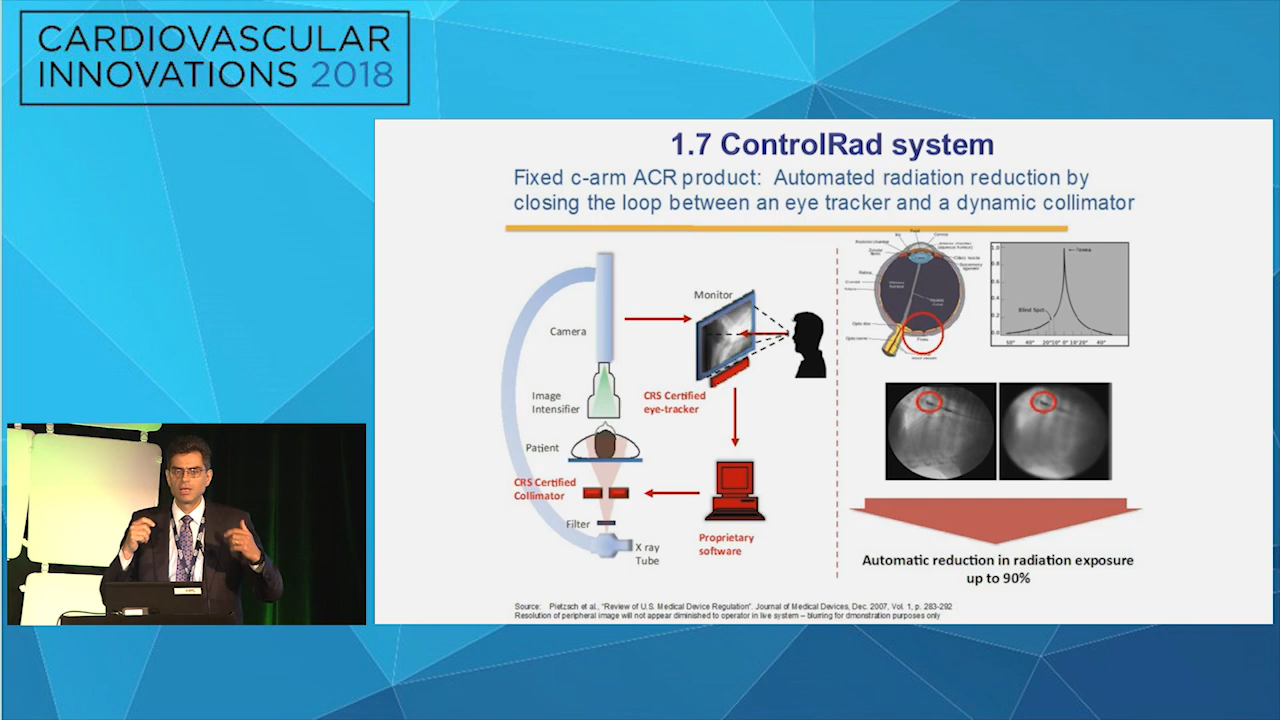 CARDIOVASCULAR
INNOVATIONS 2018
1.7 ControlRad system
Fixed c-arm ACR product: Automated radiation reduction by
closing the loop between an eye tracker and a dynamic collimator
Monitor
Camera
Image
Intensifier
CRS Certified
eye-tracker
Patient
CRS Certified
Collimator
Filter
X ray
Tube
Proprietary
software
Blind Spot
Automatic reduction in radiation exposure
up to 90%
Source: Pietzsch et al., "Review of U.S. Medical Device Regulation". Journal of Medical Devices, Dec. 2007, Vol. 1, p. 283-292
Resolution of peripheral image will not appear diminished to operator in live system – blurring for dmonstration purposes only